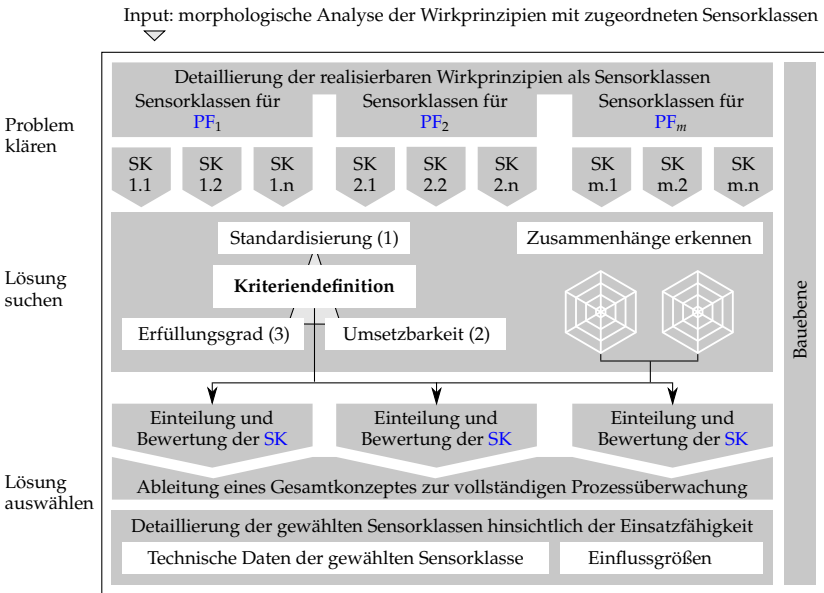 Input: morphologische Analyse der Wirkprinzipien mit zugeordneten Sensorklassen
Detaillierung der realisierbaren Wirkprinzipien als Sensorklassen
Sensorklassen für
PF1
Sensorklassen für
PF2
Sensorklassen für
PFm
Problem
klären
SK
1.1
SK
1.2
SK
1.n
SK
2.1
SK
2.2
SK
2.n
SK
m.1
SK
m.2
SK
m.n
Lösung
suchen
Standardisierung (1)
Kriteriendefinition
Erfüllungsgrad (3)
Umsetzbarkeit (2)
Zusammenhänge erkennen
Bauebene
Einteilung und
Bewertung der SK
Einteilung und
Bewertung der SK
Einteilung und
Bewertung der SK
Lösung
auswählen
Ableitung eines Gesamtkonzeptes zur vollständigen Prozessüberwachung
Detaillierung der gewählten Sensorklassen hinsichtlich der Einsatzfähigkeit
Technische Daten der gewählten Sensorklasse
Einflussgrößen